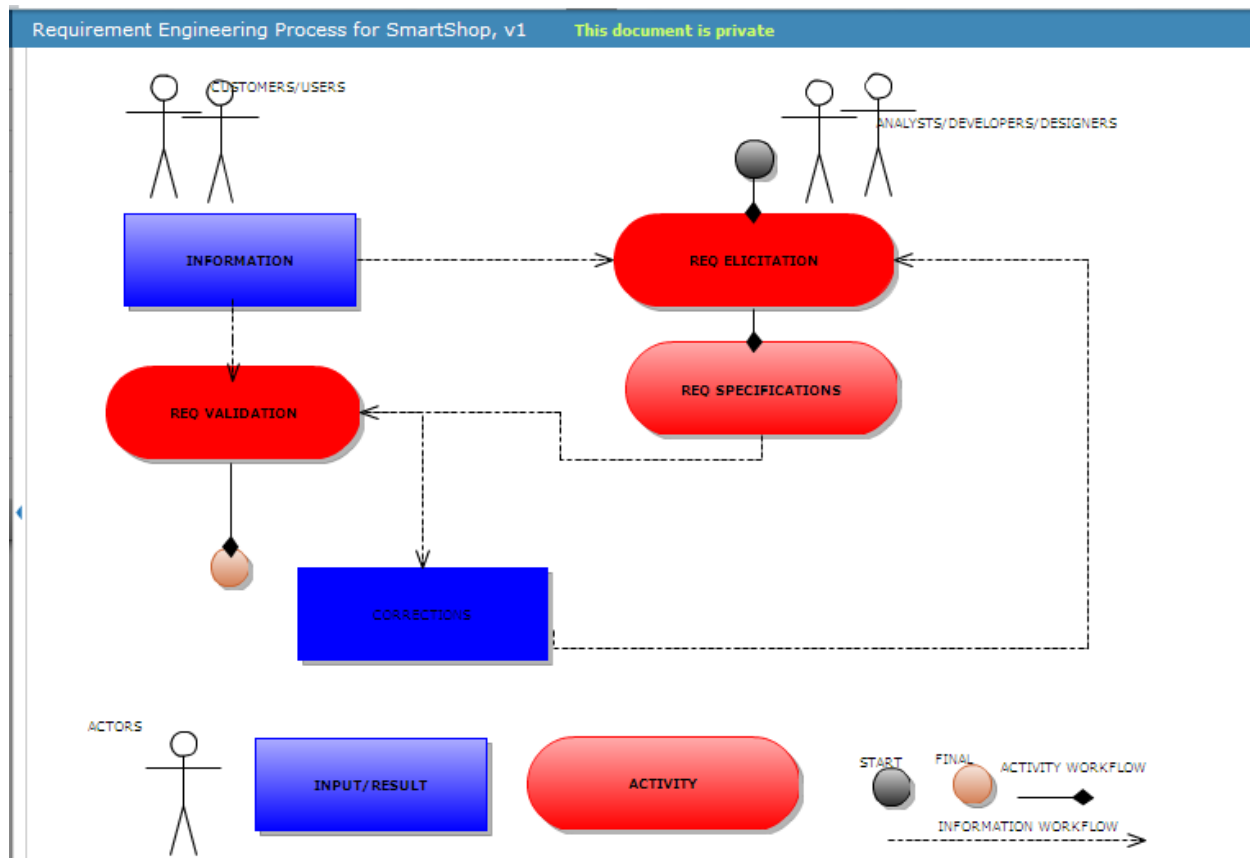 Requirement Engineering Process for SmartShop, v1 This document is private
CUSTOMERS/USERS
ANALYSTS/DEVELOPERS/DESIGNERS
INFORMATION
REQ ELICITATION
REQ SPECIFICATIONS
REQ VALIDATION
CORRECTIONS
ACTORS
INPUT/RESULT
ACTIVITY
START
FINAL
ACTIVITY WORKFLOW
INFORMATION WORKFLOW